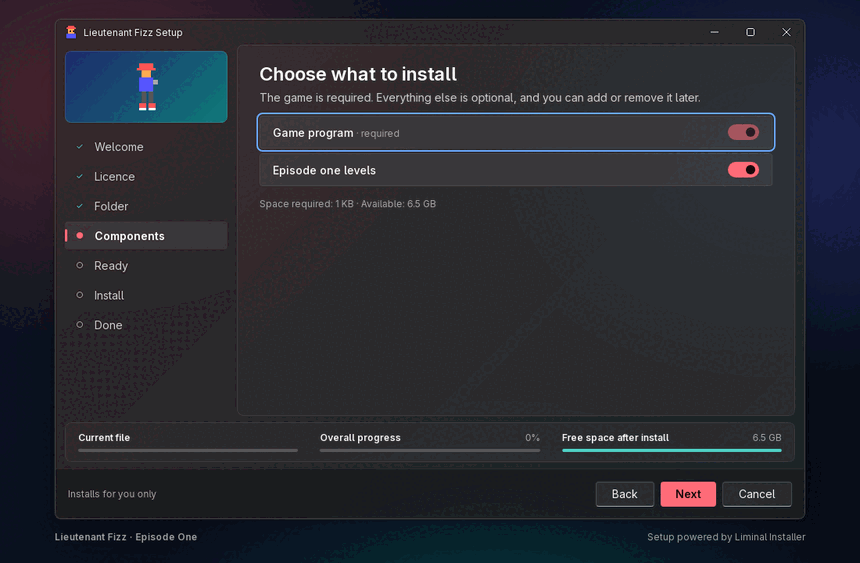 Lieutenant Fizz Setup
Welcome
Licence
Folder
Components
Ready
Install
Done
Choose what to install
The game is required. Everything else is optional, and you can add or remove it later.
Game program · required
Episode one levels
Space required: 1 KB · Available: 6.5 GB
Current file
Overall progress 0%
Free space after install 6.5 GB
Installs for you only
Back Next Cancel
Lieutenant Fizz · Episode One
Setup powered by Liminal Installer